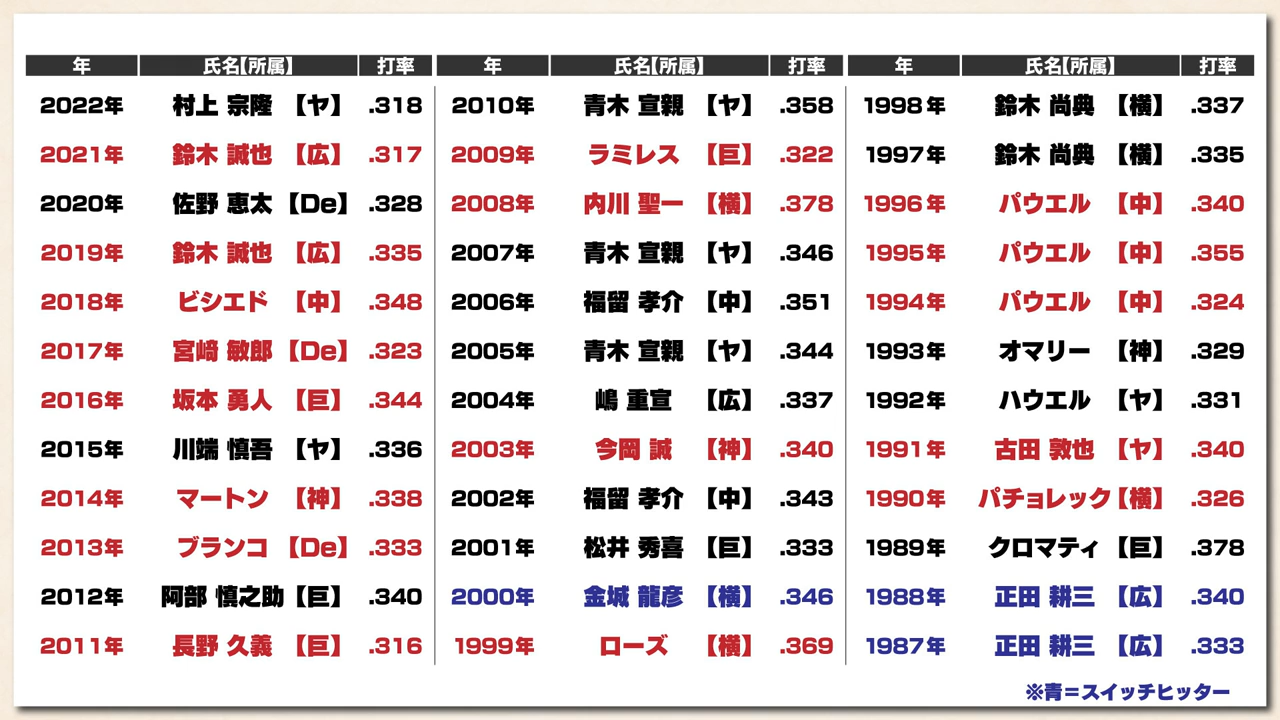 年 氏名【所属】 打率
2022年 村上 宗隆 【ヤ】 .318
2021年 鈴木 誠也 【広】 .317
2020年 佐野 恵太 【De】 .328
2019年 鈴木 誠也 【広】 .335
2018年 ビシエド 【中】 .348
2017年 宮﨑 敏郎 【De】 .323
2016年 坂本 勇人 【巨】 .344
2015年 川端 慎吾 【ヤ】 .336
2014年 マートン 【神】 .338
2013年 ブランコ 【De】 .333
2012年 阿部 慎之助 【巨】 .340
2011年 長野 久義 【巨】 .316
年 氏名【所属】 打率
2010年 青木 宣親 【ヤ】 .358
2009年 ラミレス 【巨】 .322
2008年 内川 聖一 【横】 .378
2007年 青木 宣親 【ヤ】 .346
2006年 福留 孝介 【中】 .351
2005年 青木 宣親 【ヤ】 .344
2004年 嶋 重宣 【広】 .337
2003年 今岡 誠 【神】 .340
2002年 福留 孝介 【中】 .343
2001年 松井 秀喜 【巨】 .333
2000年 金城 龍彦 【横】 .346
1999年 ローズ 【横】 .369
年 氏名【所属】 打率
1998年 鈴木 尚典 【横】 .337
1997年 鈴木 尚典 【横】 .335
1996年 パウエル 【中】 .340
1995年 パウエル 【中】 .355
1994年 パウエル 【中】 .324
1993年 オマリー 【神】 .329
1992年 ハウエル 【ヤ】 .331
1991年 古田 敦也 【ヤ】 .340
1990年 パチョレック 【横】 .326
1989年 クロマティ 【巨】 .378
1988年 正田 耕三 【広】 .340
1987年 正田 耕三 【広】 .333
※青＝スイッチヒッター